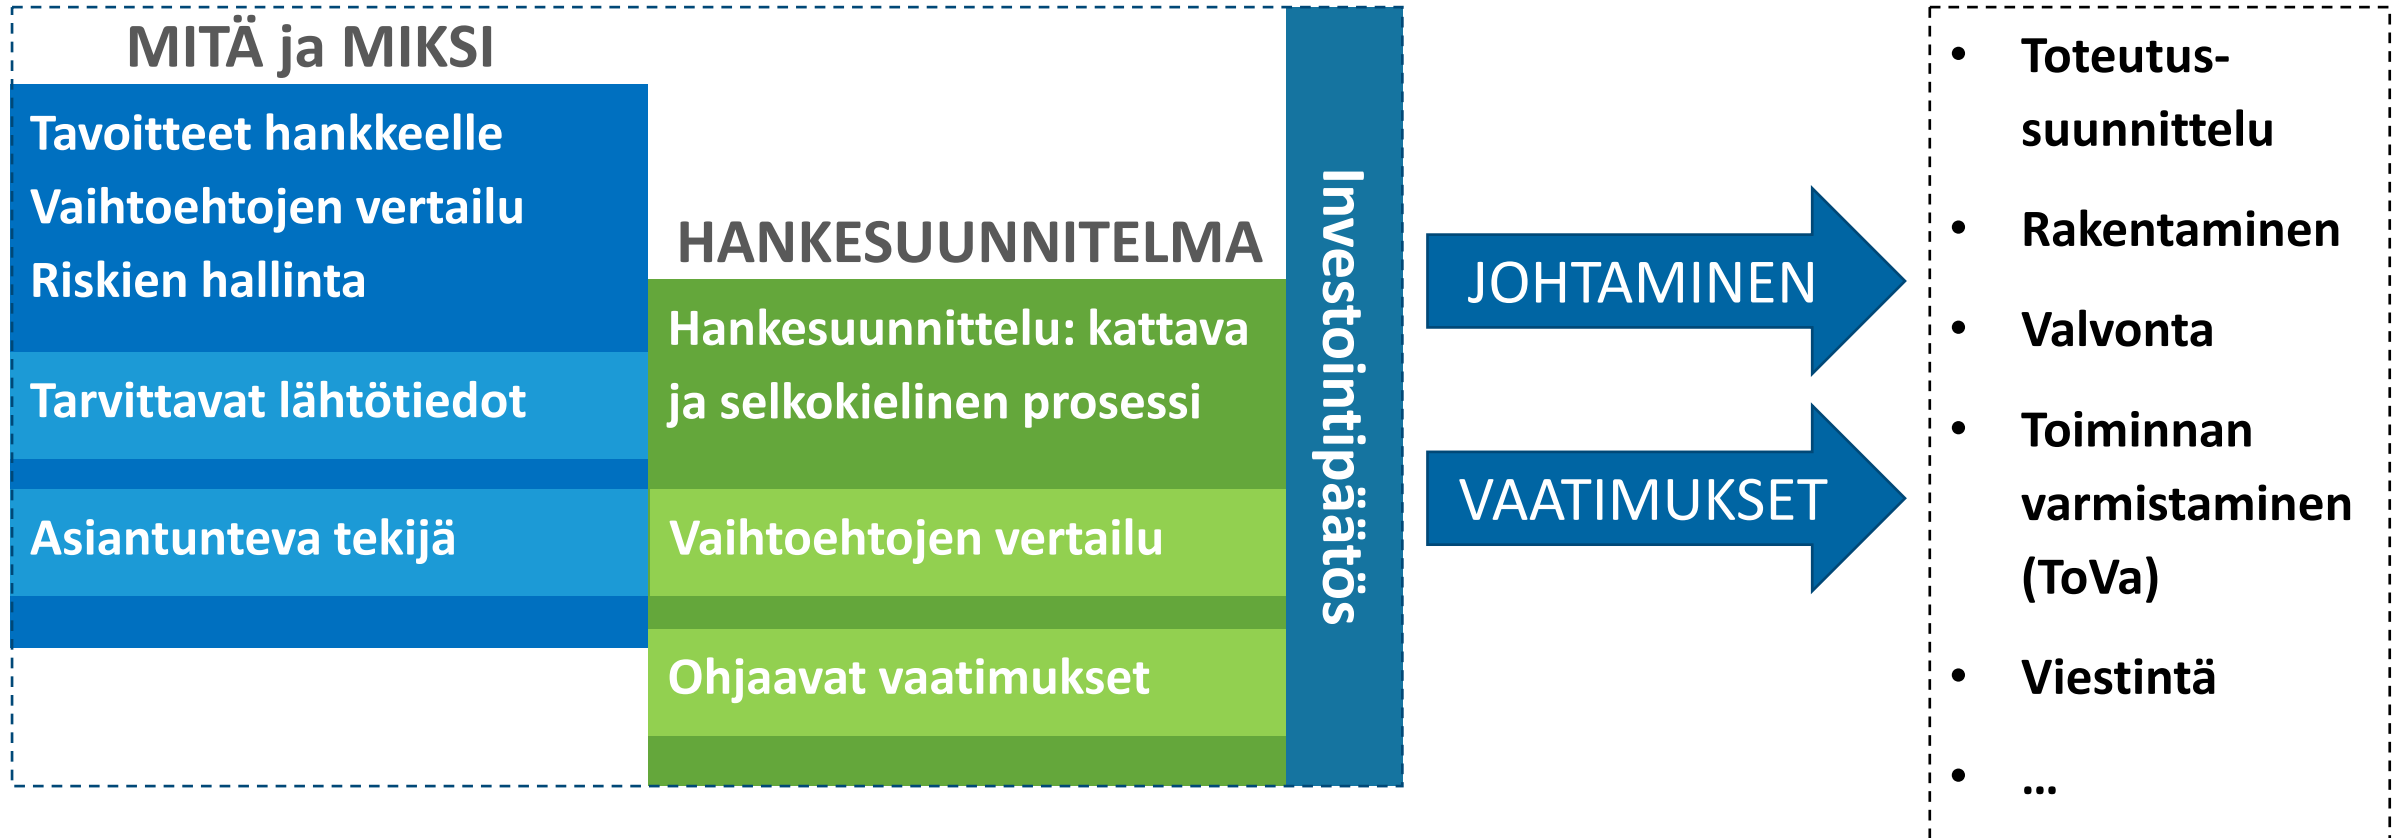 MITÄ ja MIKSI
Tavoitteet hankkeelle
Vaihtoehtojen vertailu
Riskien hallinta
Tarvittavat lähtötiedot
Asiantunteva tekijä
HANKESUUNNITELMA
Hankesuunnittelu: kattava
ja selkokielinen prosessi
Vaihtoehtojen vertailu
Ohjaavat vaatimukset
Investointipäätös
JOHTAMINEN
VAATIMUKSET
• Toteutus-
suunnittelu
• Rakentaminen
• Valvonta
• Toiminnan
varmistaminen
(ToVa)
• Viestintä
• ...